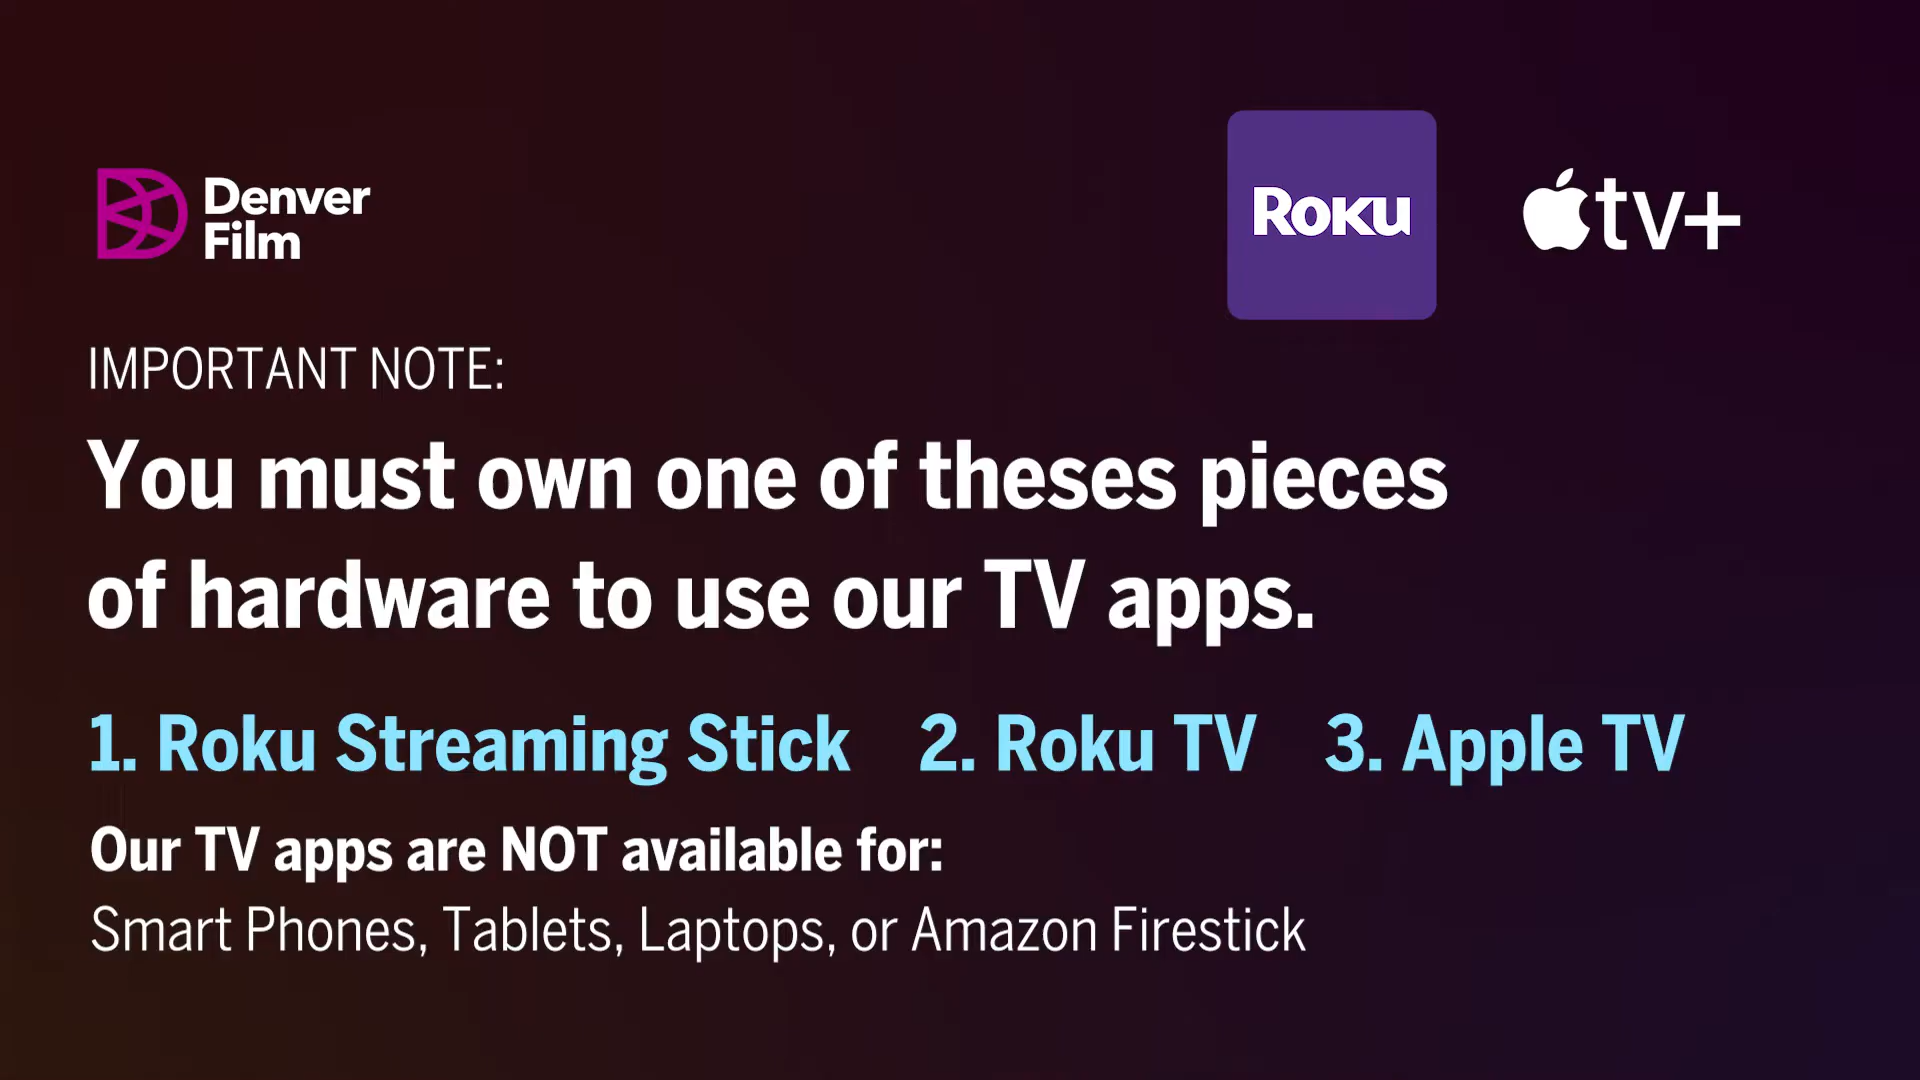 Denver
Film
Roku
tv+
IMPORTANT NOTE:
You must own one of theses pieces
of hardware to use our TV apps.
1. Roku Streaming Stick 2. Roku TV 3. Apple TV
Our TV apps are NOT available for:
Smart Phones, Tablets, Laptops, or Amazon Firestick